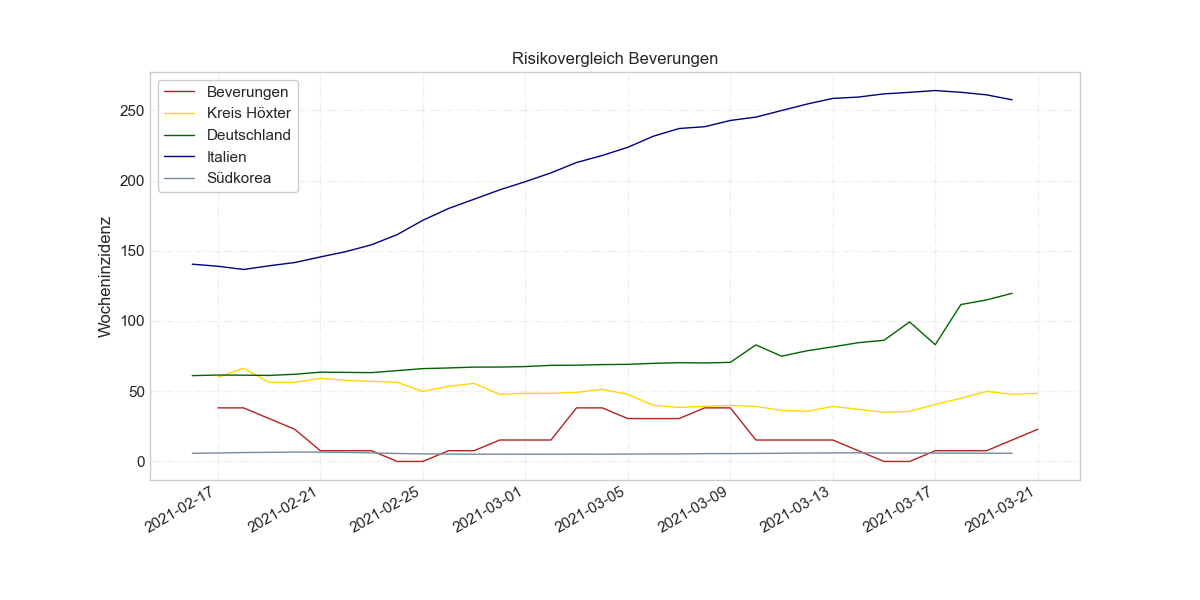 Risikovergleich Beverungen
Beverungen
Kreis Höxter
Deutschland
Italien
Südkorea
Wocheninzidenz
250
200
150
100
50
0
2021-02-17
2021-02-21
2021-02-25
2021-03-01
2021-03-05
2021-03-09
2021-03-13
2021-03-17
2021-03-21